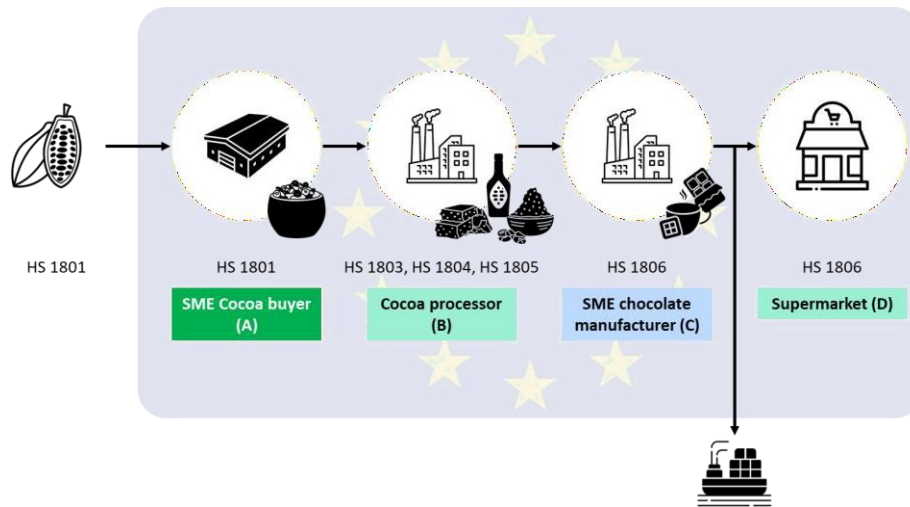 HS 1801
HS 1801
HS 1803, HS 1804, HS 1805
HS 1806
HS 1806
SME Cocoa buyer
(A)
Cocoa processor
(B)
SME chocolate
manufacturer (C)
Supermarket (D)